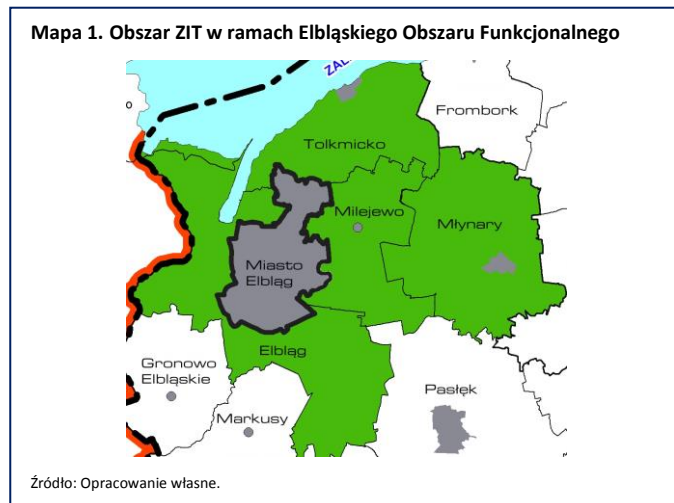 Mapa 1. Obszar ZIT w ramach Elbląskiego Obszaru Funkcjonalnego
ZAL
Frombork
Tolkmicko
Milejewo
Młynary
Miasto
Elbląg
Elbląg
Gronowo
Elbląskie
Pasłęk
Markusy
Źródło: Opracowanie własne.